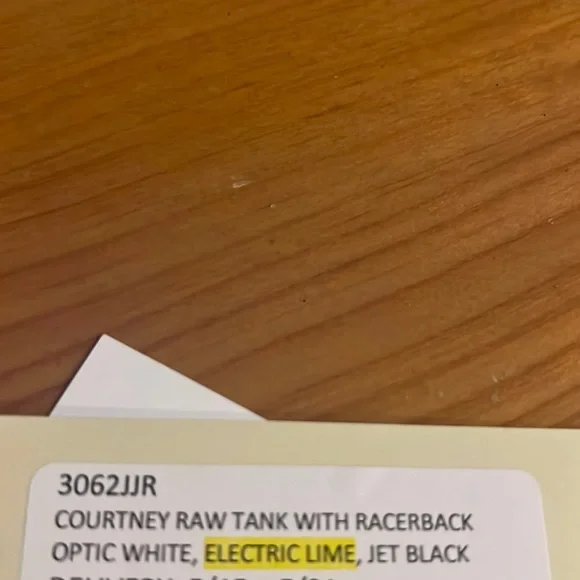 3062JJR
COURTNEY RAW TANK WITH RACERBACK
OPTIC WHITE, ELECTRIC LIME, JET BLACK